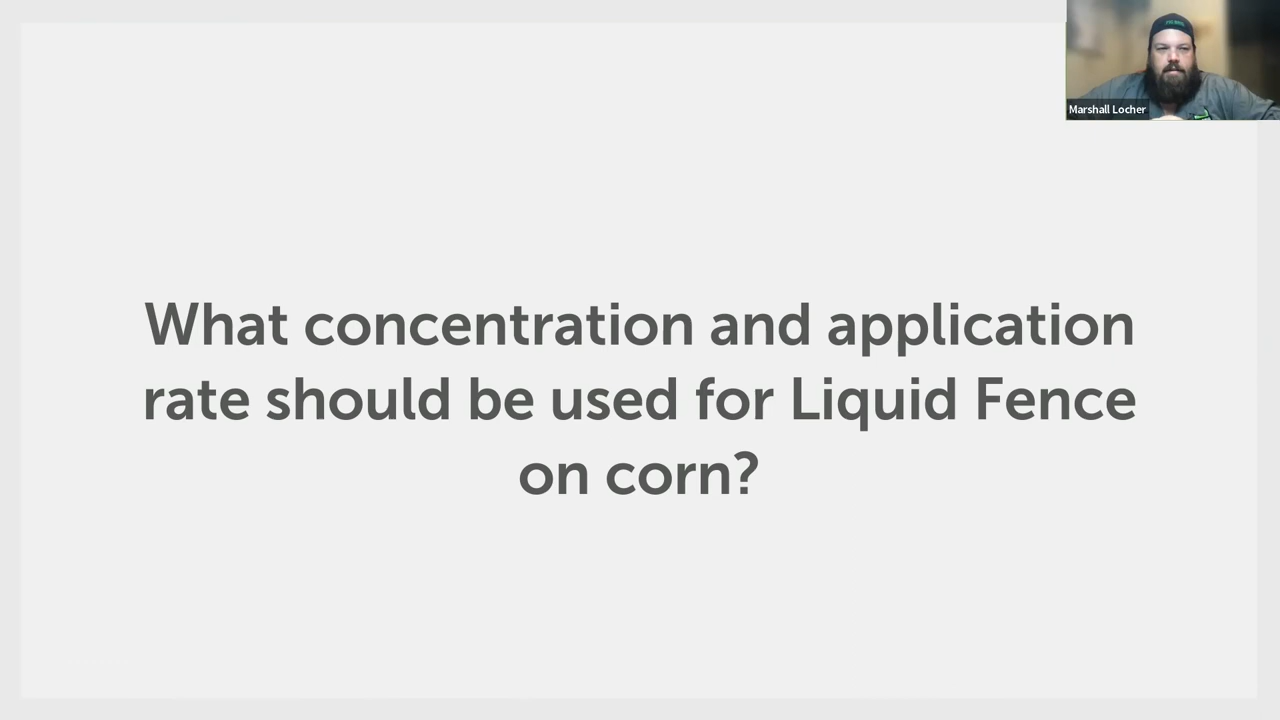 Marshall Locher
What concentration and application
rate should be used for Liquid Fence
on corn?